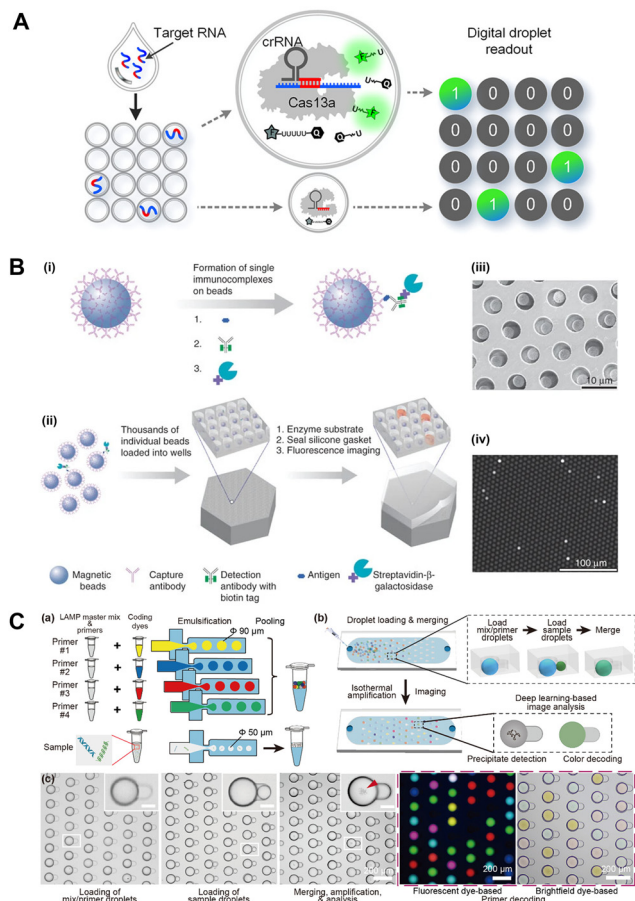 A
Target RNA
crRNA
Cas13a
F
U
U
Q
F
F
UUUUU
Q
Q
U
Digital droplet
readout
1 0 0 0
0 0 0 0
0 0 0 1
0 1 0 0
B
(i)
Formation of single
immunocomplexes
on beads
1.
2.
3.
(iii)
10 μm
(ii)
Thousands of
individual beads
loaded into wells
1. Enzyme substrate
2. Seal silicone gasket
3. Fluorescence imaging
(iv)
100 μm
Magnetic
beads
Capture
antibody
Detection
antibody with
biotin tag
Antigen
Streptavidin-β-
galactosidase
C
(a)
LAMP master mix
&
primers
Coding
dyes
Emulsification
Pooling
Φ 90 μm
Primer
#1
+
Primer
#2
+
Primer
#3
+
Primer
#4
+
Sample
Φ 50 μm
(b)
Droplet loading & merging
Load
mix/primer
droplets
Load
sample
droplets
Merge
Isothermal
amplification
Imaging
Deep learning-based
image analysis
Precipitate detection
Color decoding
(c)
200 μm
200 μm
Loading of
mix/primer droplets
Loading of
sample droplets
Merging, amplification,
& analysis
Fluorescent dye-based
Brightfield dye-based
Primer decoding